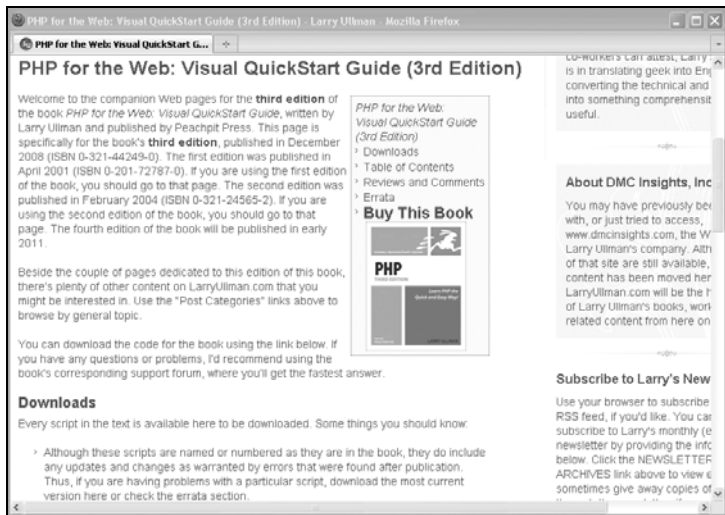 PHP for the Web: Visual QuickStart Guide (3rd Edition) - Larry Ullman - Mozilla Firefox
PHP for the Web: Visual QuickStart G...
PHP for the Web: Visual QuickStart Guide (3rd Edition)
Welcome to the companion Web pages for the third edition of
the book PHP for the Web: Visual QuickStart Guide, written by
Larry Ullman and published by Peachpit Press. This page is
specifically for the book's third edition, published in December
2008 (ISBN 0-321-44249-0). The first edition was published in
April 2001 (ISBN 0-201-72787-0). If you are using the first edition
of the book, you should go to that page. The second edition was
published in February 2004 (ISBN 0-321-24565-2). If you are
using the second edition of the book, you should go to that
page. The fourth edition of the book will be published in early
2011.
Beside the couple of pages dedicated to this edition of this book,
there's plenty of other content on LarryUllman.com that you
might be interested in. Use the "Post Categories" links above to
browse by general topic.
You can download the code for the book using the link below. If
you have any questions or problems, I'd recommend using the
book's corresponding support forum, where you'll get the fastest answer.
Downloads
Every script in the text is available here to be downloaded. Some things you should know:
Although these scripts are named or numbered as they are in the book, they do include
any updates and changes as warranted by errors that were found after publication.
Thus, if you are having problems with a particular script, download the most current
version here or check the errata section.
PHP for the Web:
Visual QuickStart Guide
(3rd Edition)
Downloads
Table of Contents
Reviews and Comments
Errata
Buy This Book
PHP
THIRD EDITION
Learn PHP the
Quick and Easy Way!
LARRY ULLMAN
co-workers can attest, Larry
is in translating geek into Eng
converting the technical and
into something comprehensib
useful.
About DMC Insights, Inc
You may have previously bee
with, or just tried to access,
www.dmcinsights.com, the W
Larry Ullman's company. Alth
of that site are still available,
content has been moved her
LarryUllman.com will be the h
of Larry Ullman's books, work
related content from here on
Subscribe to Larry's New
Use your browser to subscribe
RSS feed, if you'd like. You car
subscribe to Larry's monthly (e
newsletter by providing the info
below. Click the NEWSLETTER
ARCHIVES link above to view e
sometimes give away copies of